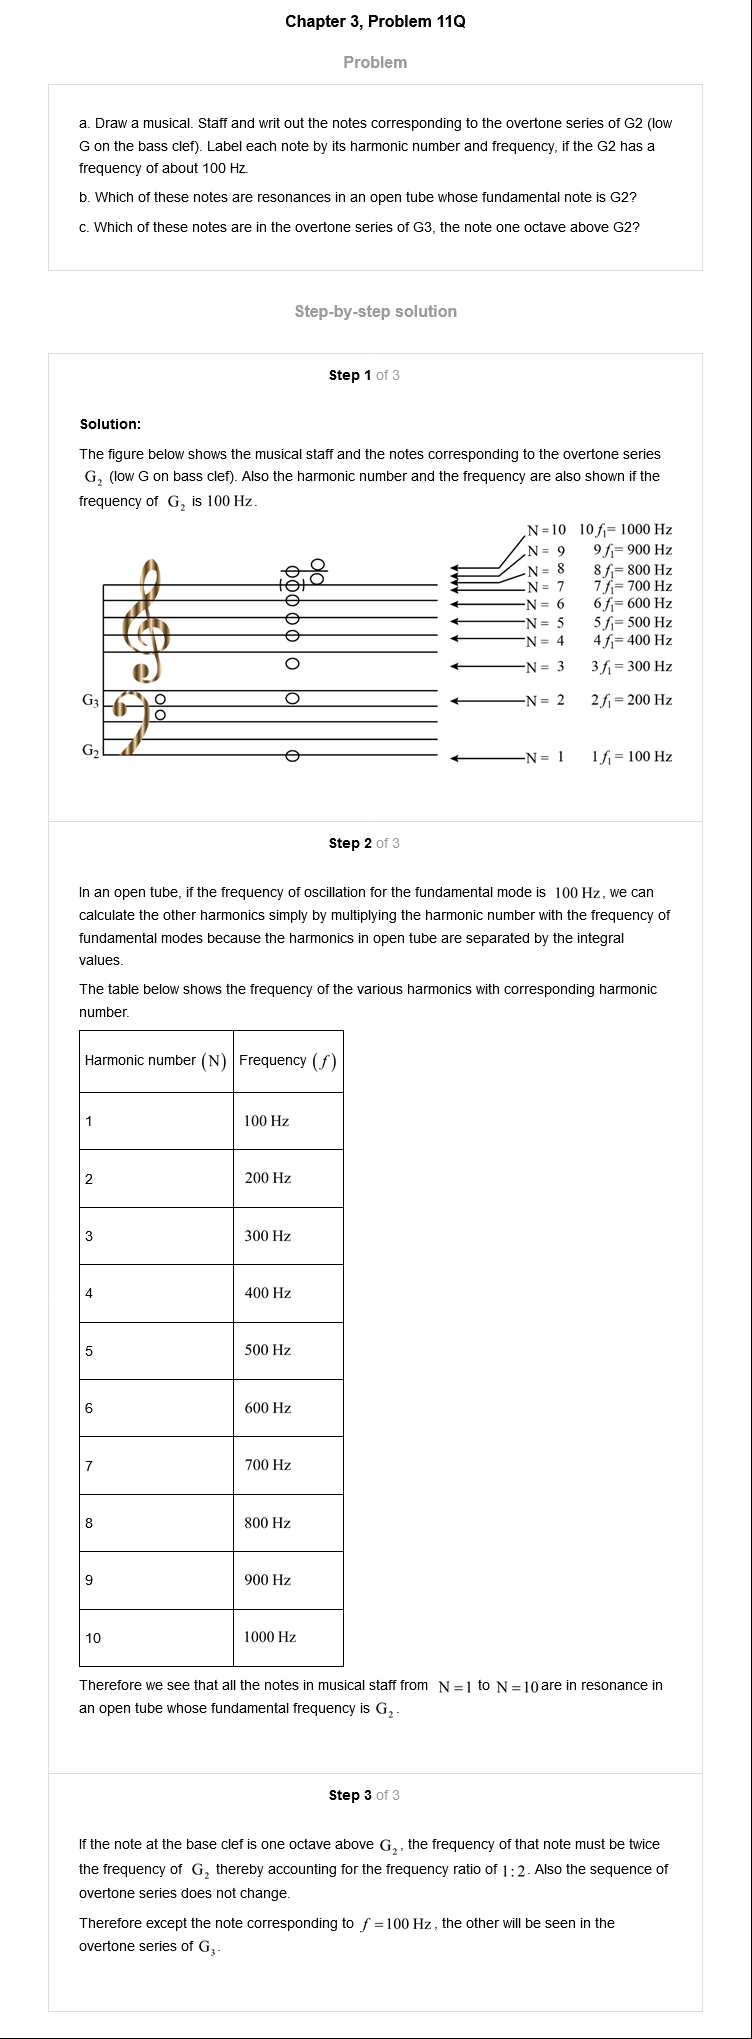 Chapter 3, Problem 11Q
Problem
a. Draw a musical. Staff and writ out the notes corresponding to the overtone series of G2 (low
G on the bass clef). Label each note by its harmonic number and frequency, if the G2 has a
frequency of about 100 Hz.
b. Which of these notes are resonances in an open tube whose fundamental note is G2?
c. Which of these notes are in the overtone series of G3, the note one octave above G2?
Step-by-step solution
Step 1 of 3
Solution:
The figure below shows the musical staff and the notes corresponding to the overtone series
G₂ (low G on bass clef). Also the harmonic number and the frequency are also shown if the
frequency of G₂ is 100 Hz.
N = 10 10 f₁ = 1000 Hz
N = 9 9 f₁ = 900 Hz
N = 8 8 f₁ = 800 Hz
N = 7 7 f₁ = 700 Hz
N = 6 6 f₁ = 600 Hz
N = 5 5 f₁ = 500 Hz
N = 4 4 f₁ = 400 Hz
N = 3 3 f₁ = 300 Hz
G₃ N = 2 2 f₁ = 200 Hz
G₂ N = 1 1 f₁ = 100 Hz
Step 2 of 3
In an open tube, if the frequency of oscillation for the fundamental mode is 100 Hz, we can
calculate the other harmonics simply by multiplying the harmonic number with the frequency of
fundamental modes because the harmonics in open tube are separated by the integral
values.
The table below shows the frequency of the various harmonics with corresponding harmonic
number.
Harmonic number (N) Frequency (f)
1 100 Hz
2 200 Hz
3 300 Hz
4 400 Hz
5 500 Hz
6 600 Hz
7 700 Hz
8 800 Hz
9 900 Hz
10 1000 Hz
Therefore we see that all the notes in musical staff from N = 1 to N = 10 are in resonance in
an open tube whose fundamental frequency is G₂.
Step 3 of 3
If the note at the base clef is one octave above G₂, the frequency of that note must be twice
the frequency of G₂ thereby accounting for the frequency ratio of 1:2. Also the sequence of
overtone series does not change.
Therefore except the note corresponding to f = 100 Hz, the other will be seen in the
overtone series of G₃.